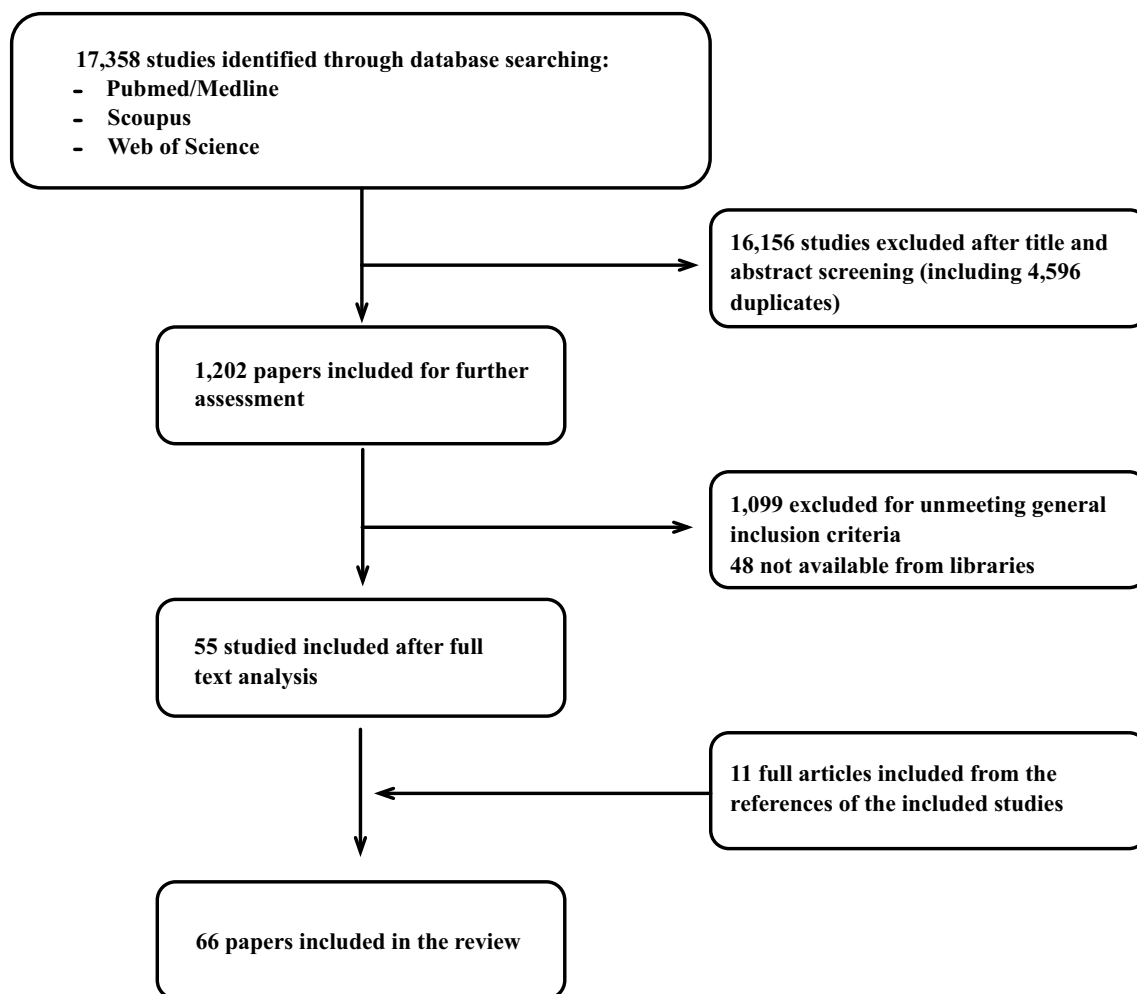 17,358 studies identified through database searching:
- Pubmed/Medline
- Scoupus
- Web of Science
16,156 studies excluded after title and
abstract screening (including 4,596
duplicates)
1,202 papers included for further
assessment
1,099 excluded for unmeeting general
inclusion criteria
48 not available from libraries
55 studied included after full
text analysis
11 full articles included from the
references of the included studies
66 papers included in the review